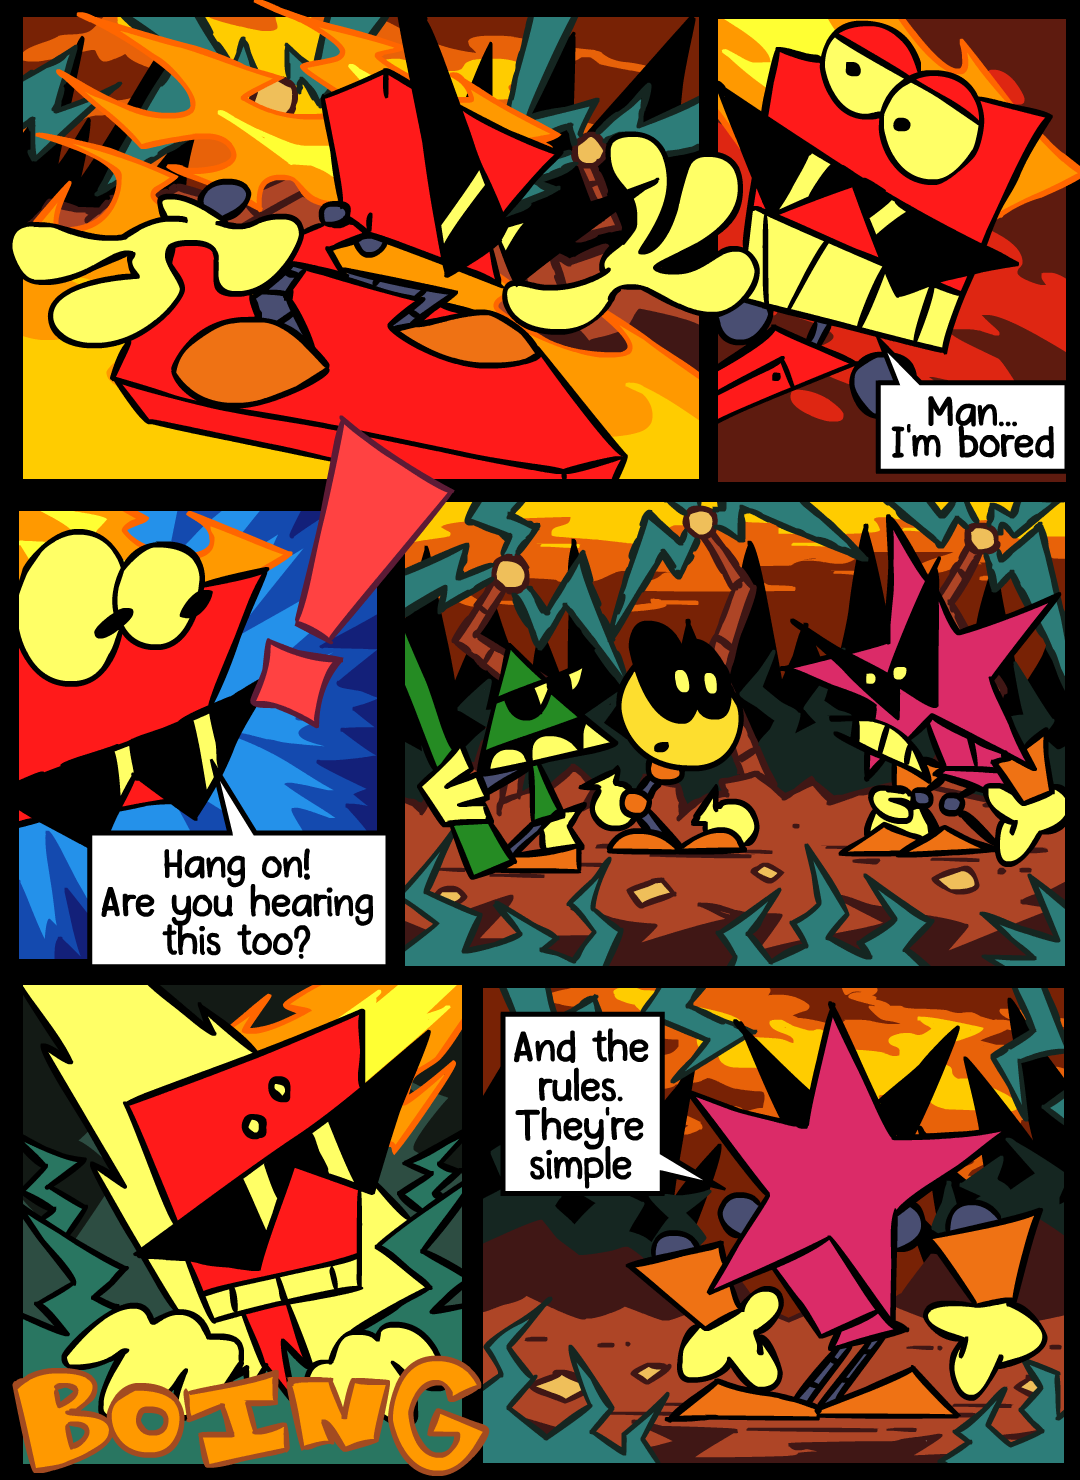 Man...
I'm bored
Hang on!
Are you hearing
this too?
BOING
And the
rules.
They're
simple